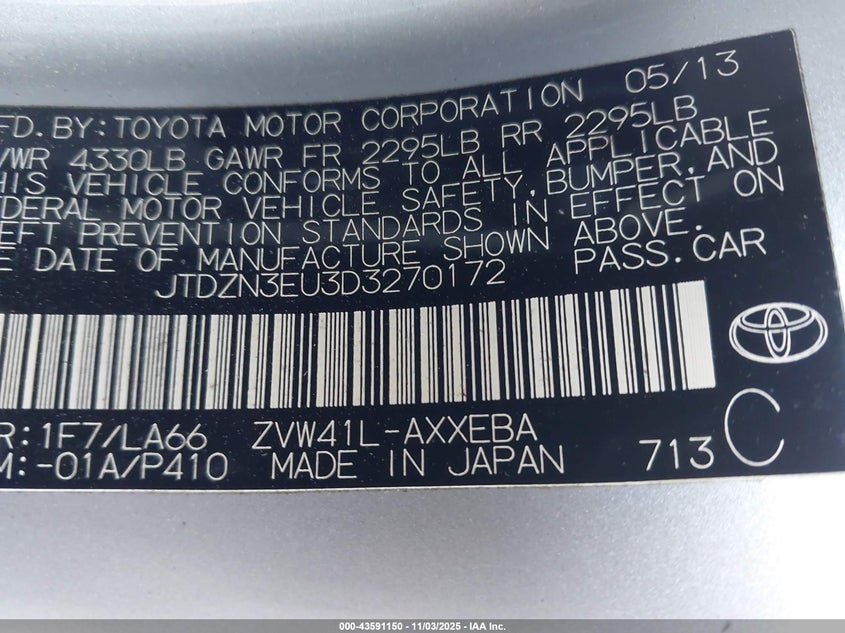 05/13
FD. BY: TOYOTA MOTOR CORPORATION
VWR 4330LB GAWR FR 2295LB RR 2295LB
HIS VEHICLE CONFORMS TO ALL APPLICABLE
EDERAL MOTOR VEHICLE SAFETY, BUMPER, AND
EFT PREVENTION STANDARDS IN EFFECT ON
E DATE OF MANUFACTURE SHOWN ABOVE.
JTDZN3EU3D3270172 PASS. CAR
R: 1F7/LA66 ZVW41L-AXXEBA
M: -01A/P410 MADE IN JAPAN 713 C
000-43591150 - 11/03/2025 - IAA Inc.